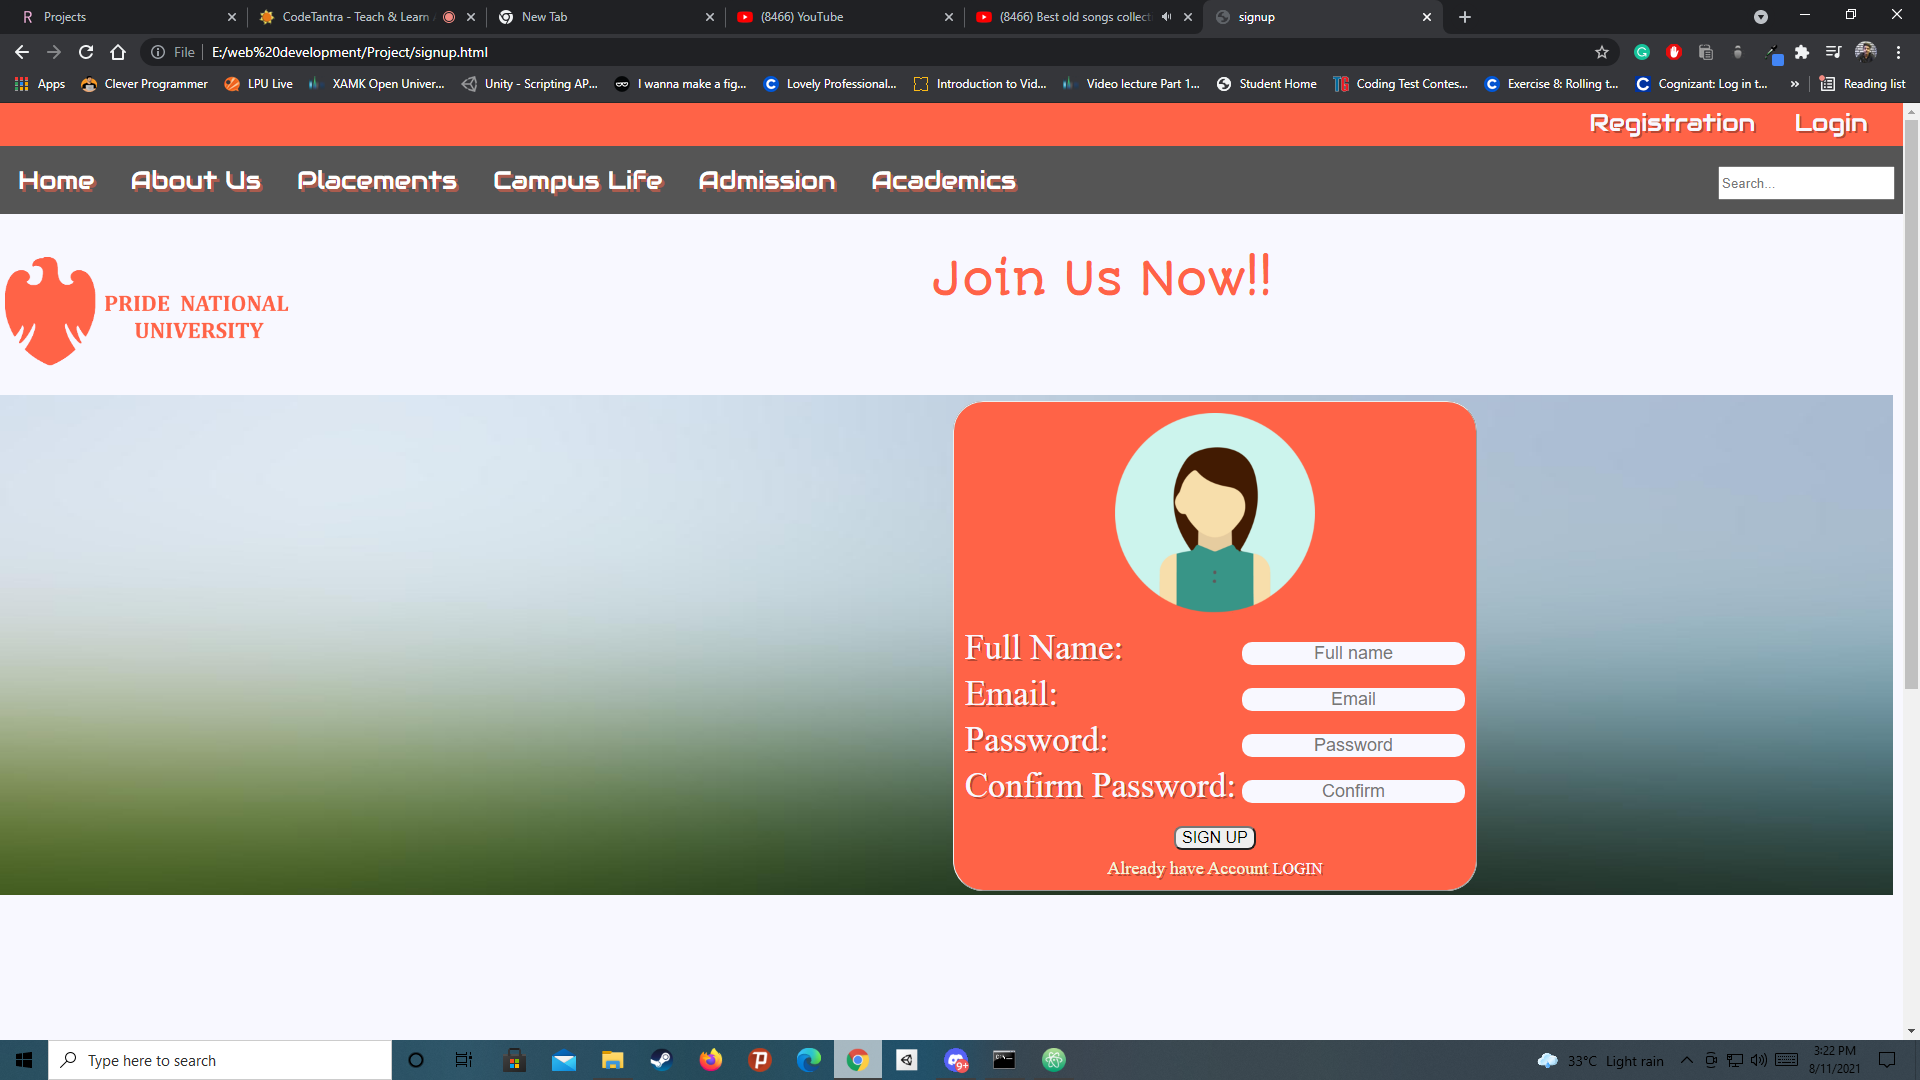 R Projects
CodeTantra - Teach & Learn
New Tab
(8466) YouTube
(8466) Best old songs collect
signup
File E:/web%20development/Project/signup.html
Apps Clever Programmer LPU Live XAMK Open Univer... Unity - Scripting AP... I wanna make a fig... Lovely Professional... Introduction to Vid... Video lecture Part 1... Student Home Coding Test Contes... Exercise 8: Rolling t... Cognizant: Log in t... » Reading list
Registration Login
Home About Us Placements Campus Life Admission Academics Search...
Join Us Now!!
PRIDE NATIONAL
UNIVERSITY
Full Name: Full name
Email: Email
Password: Password
Confirm Password: Confirm
SIGN UP
Already have Account LOGIN
Type here to search
9+
33°C Light rain
3:22 PM
8/11/2021